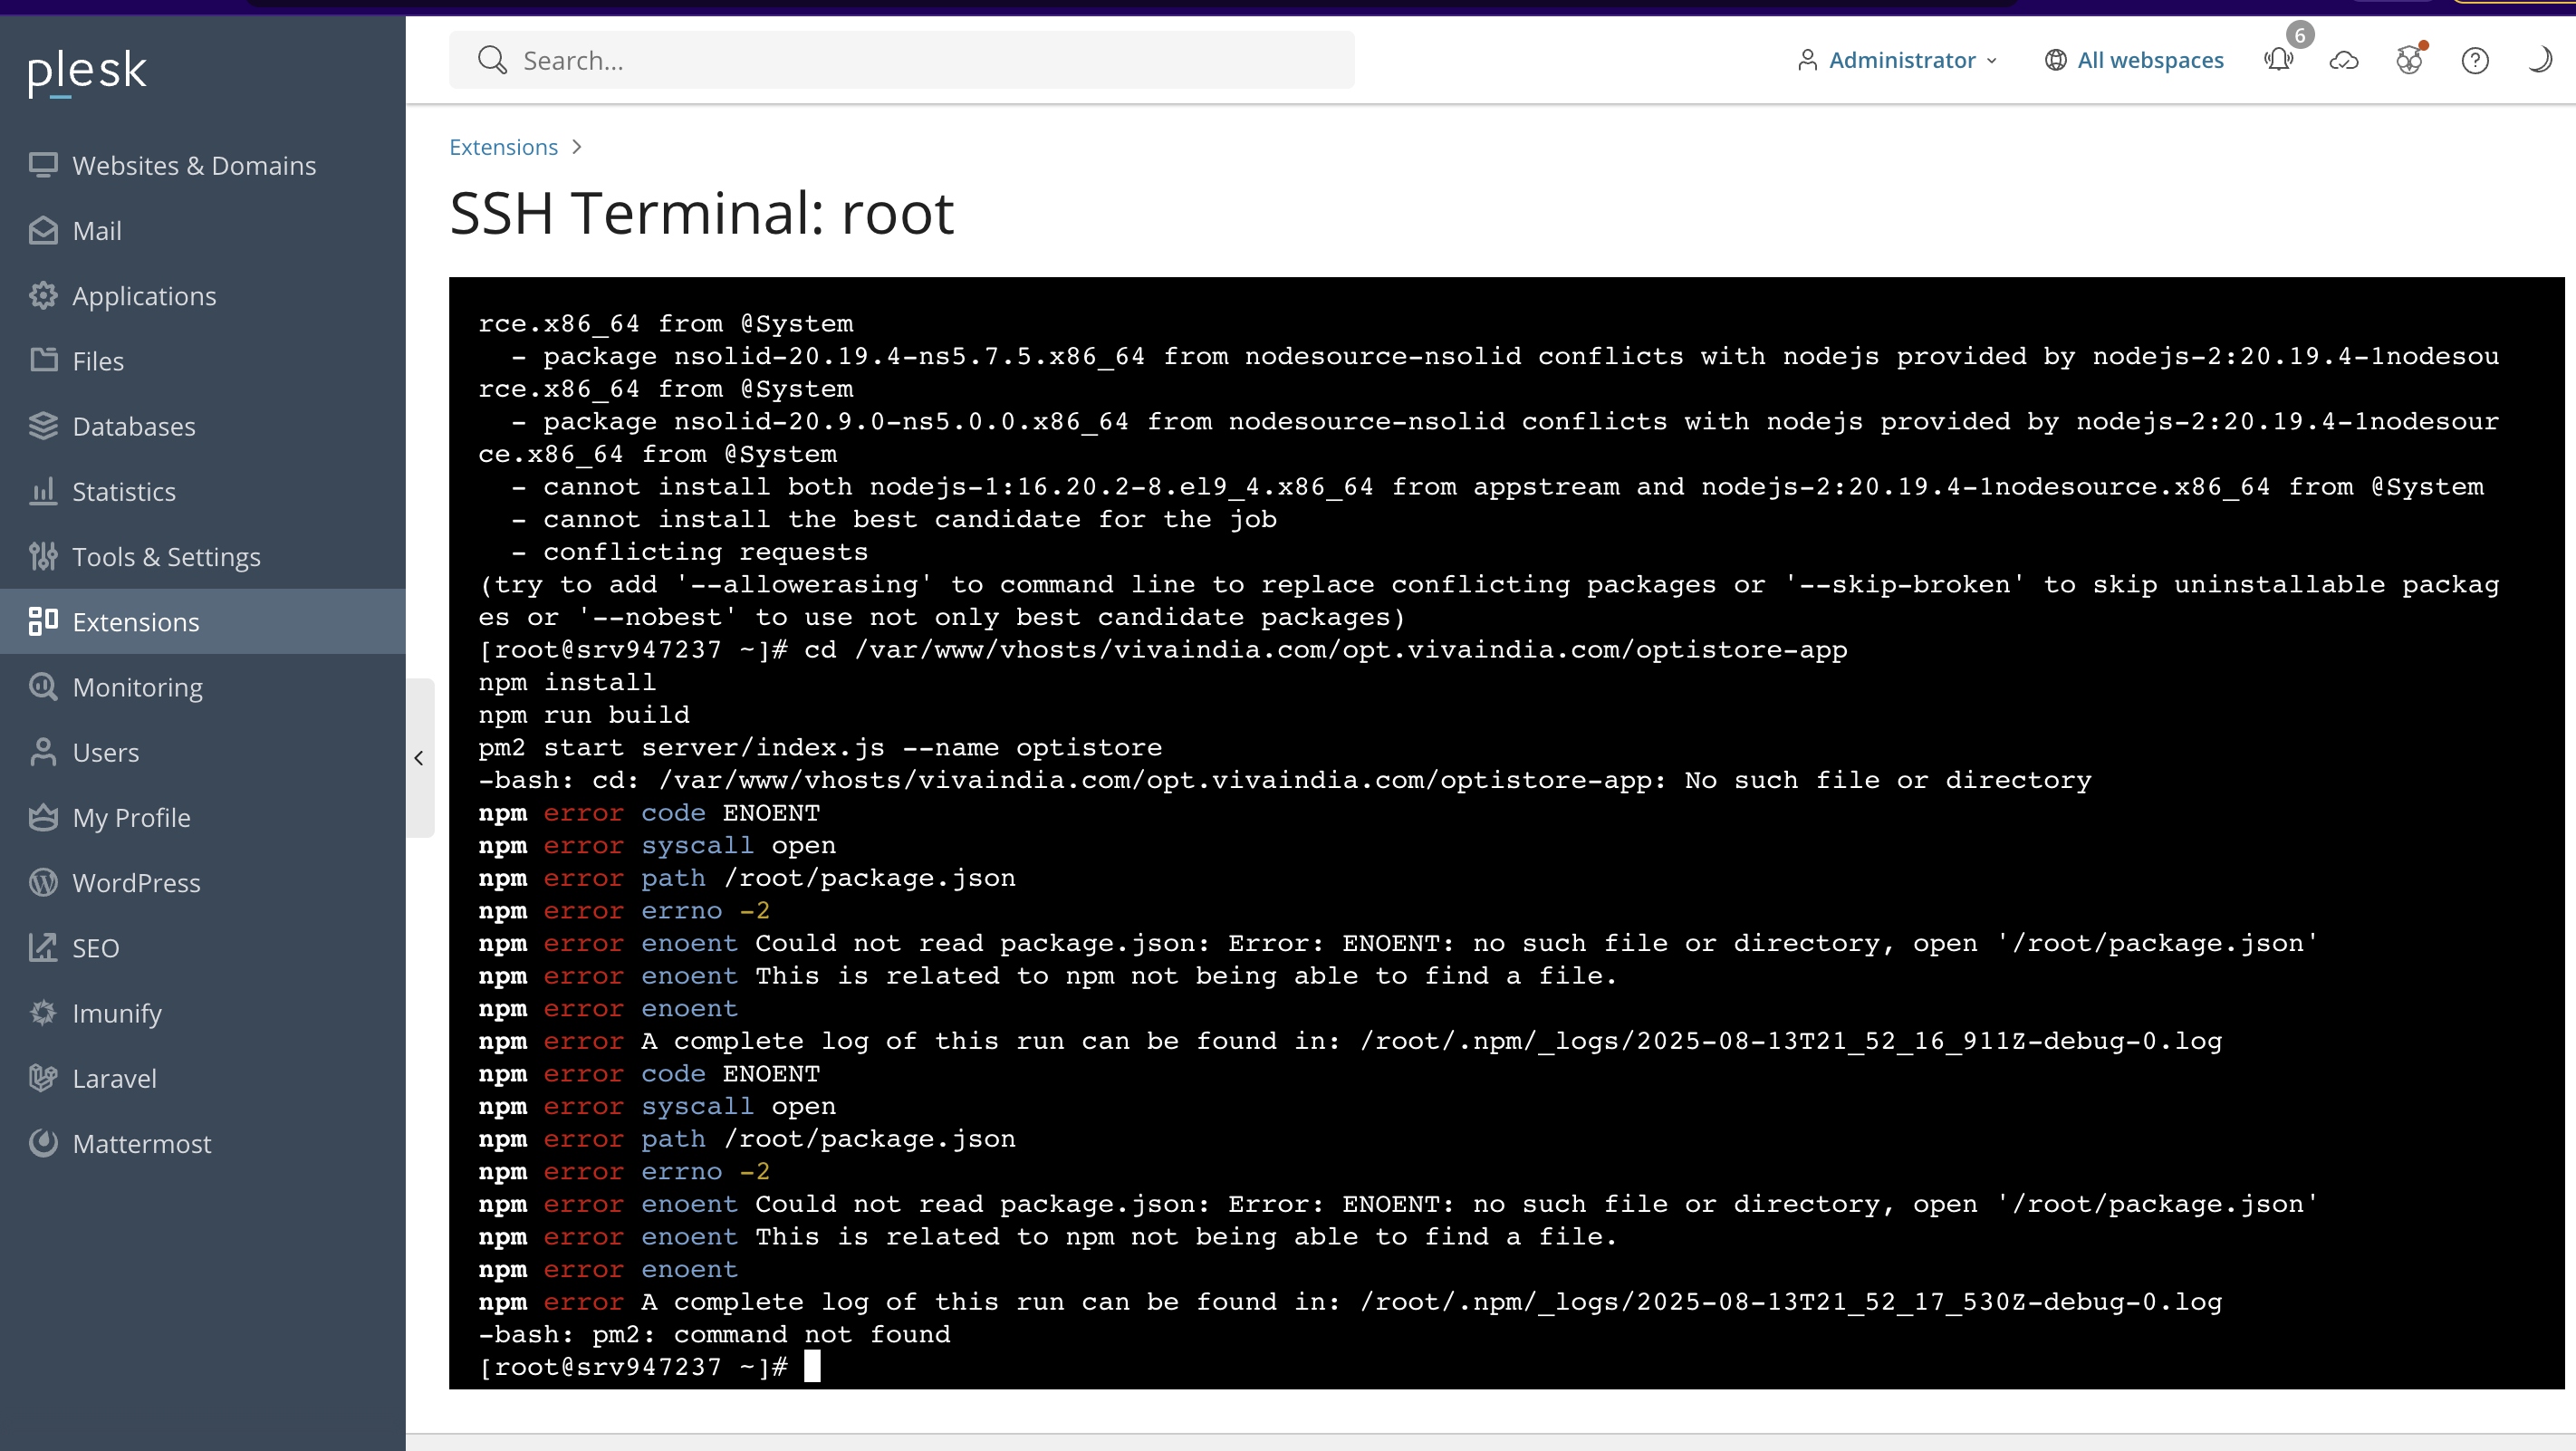 plesk
Search...
Administrator
All webspaces
6
Websites & Domains
Mail
Applications
Files
Databases
Statistics
Tools & Settings
Extensions
Monitoring
Users
My Profile
WordPress
SEO
Imunify
Laravel
Mattermost
Extensions >
SSH Terminal: root
rce.x86_64 from @System
  - package nsolid-20.19.4-ns5.7.5.x86_64 from nodesource-nsolid conflicts with nodejs provided by nodejs-2:20.19.4-1nodesou
rce.x86_64 from @System
  - package nsolid-20.9.0-ns5.0.0.x86_64 from nodesource-nsolid conflicts with nodejs provided by nodejs-2:20.19.4-1nodesour
ce.x86_64 from @System
  - cannot install both nodejs-1:16.20.2-8.el9_4.x86_64 from appstream and nodejs-2:20.19.4-1nodesource.x86_64 from @System
  - cannot install the best candidate for the job
  - conflicting requests
(try to add '--allowerasing' to command line to replace conflicting packages or '--skip-broken' to skip uninstallable packag
es or '--nobest' to use not only best candidate packages)
[root@srv947237 ~]# cd /var/www/vhosts/vivaindia.com/opt.vivaindia.com/optistore-app
npm install
npm run build
pm2 start server/index.js --name optistore
-bash: cd: /var/www/vhosts/vivaindia.com/opt.vivaindia.com/optistore-app: No such file or directory
npm error code ENOENT
npm error syscall open
npm error path /root/package.json
npm error errno -2
npm error enoent Could not read package.json: Error: ENOENT: no such file or directory, open '/root/package.json'
npm error enoent This is related to npm not being able to find a file.
npm error enoent
npm error A complete log of this run can be found in: /root/.npm/_logs/2025-08-13T21_52_16_911Z-debug-0.log
npm error code ENOENT
npm error syscall open
npm error path /root/package.json
npm error errno -2
npm error enoent Could not read package.json: Error: ENOENT: no such file or directory, open '/root/package.json'
npm error enoent This is related to npm not being able to find a file.
npm error enoent
npm error A complete log of this run can be found in: /root/.npm/_logs/2025-08-13T21_52_17_530Z-debug-0.log
-bash: pm2: command not found
[root@srv947237 ~]#